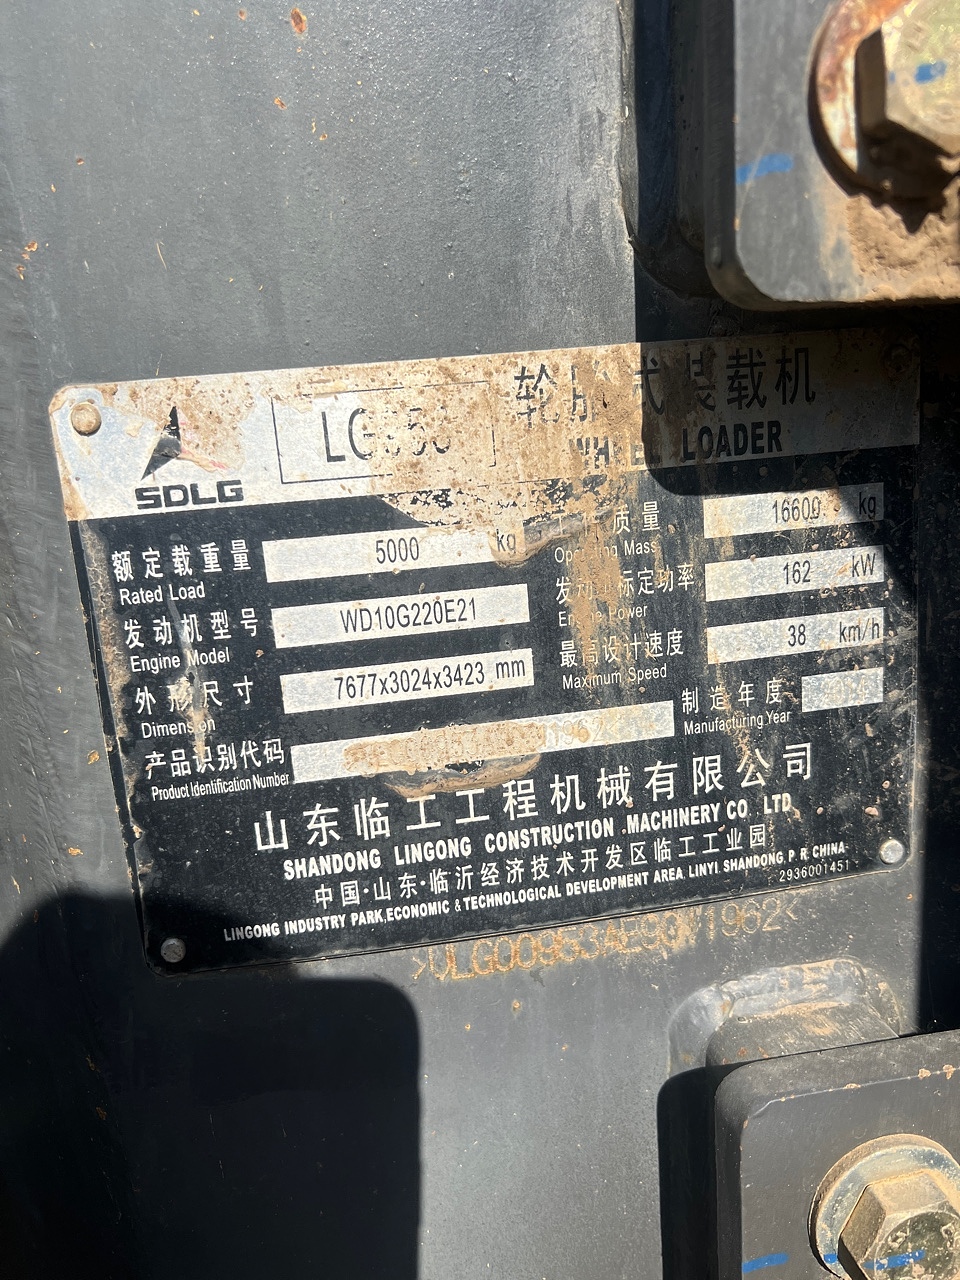 SDLG
轮 式装载机
WHEEL LOADER
额定载重量 5000 kg
Rated Load
质量 16600 kg
Operating Mass
发动机型号 WD10G220E21
Engine Model
发动 标定功率 162 kW
Engine Power
外形尺寸 7677x3024x3423 mm
Dimension
最高设计速度 38 km/h
Maximum Speed
产品识别代码
Product Identification Number
制造年度
Manufacturing Year
山东临工工程机械有限公司
SHANDONG LINGONG CONSTRUCTION MACHINERY CO LTD
中国·山东·临沂经济技术开发区临工工业园
LINGONG INDUSTRY PARK,ECONOMIC & TECHNOLOGICAL DEVELOPMENT AREA LINYI SHANDONG, P. R. CHINA
2936001451